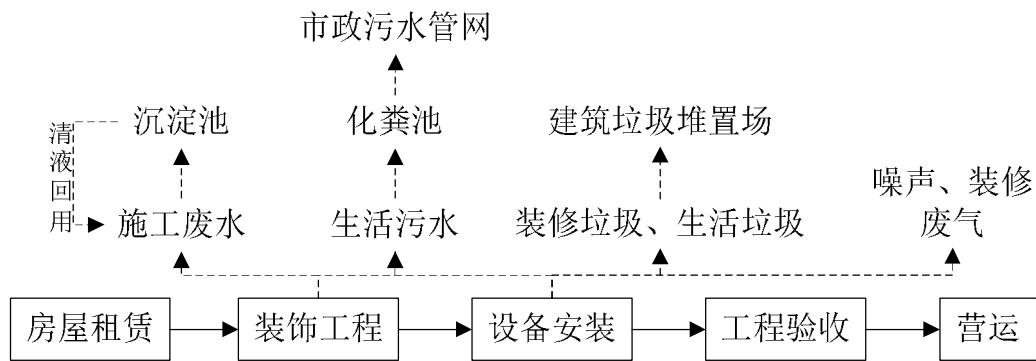 市政污水管网
沉淀池
化粪池
建筑垃圾堆置场
清液回用
施工废水
生活污水
装修垃圾、生活垃圾
噪声、装修
废气
房屋租赁
装饰工程
设备安装
工程验收
营运